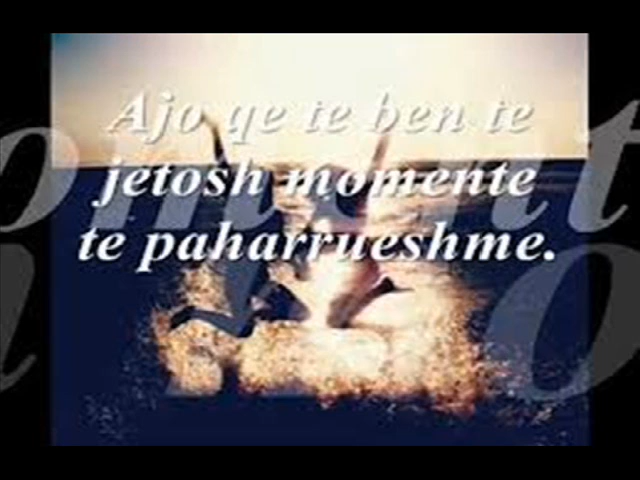 Ajo qe te ben te
jetosh momente
te paharrueshme.